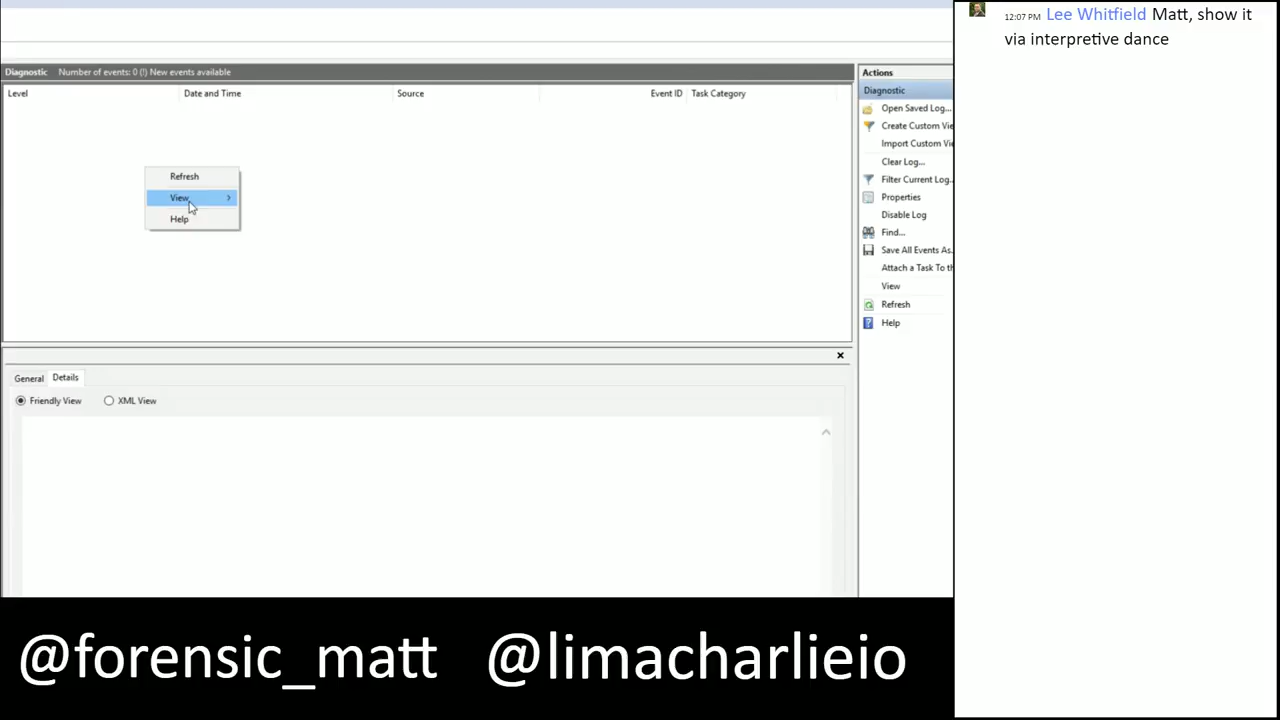 Diagnostic Number of events: 0 (!) New events available
Level Date and Time Source Event ID Task Category
Refresh
View
Help
General Details
Friendly View XML View
Actions
Diagnostic
Open Saved Log...
Create Custom Vie
Import Custom Vie
Clear Log...
Filter Current Log..
Properties
Disable Log
Find...
Save All Events As.
Attach a Task To th
View
Refresh
Help
12:07 PM Lee Whitfield Matt, show it
via interpretive dance
@forensic_matt @limacharlieio